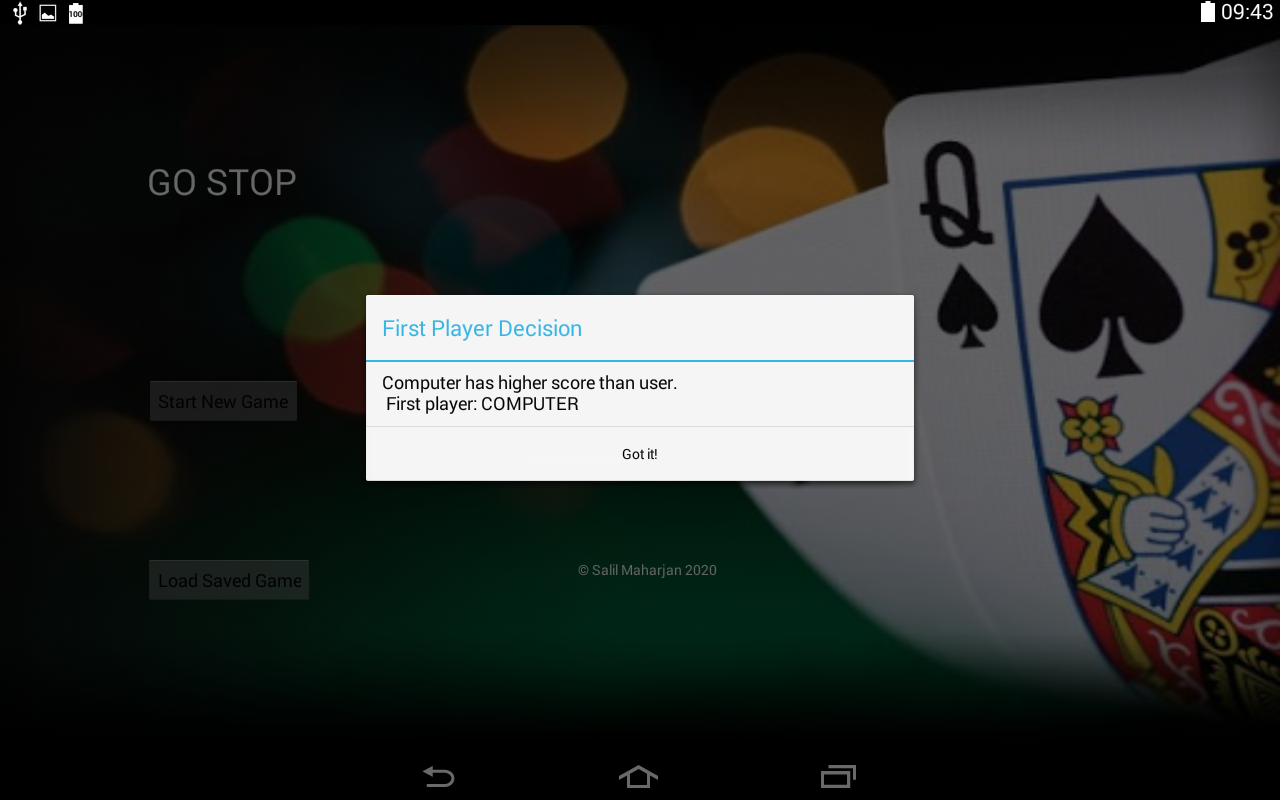 100
09:43
GO STOP
Q
First Player Decision
Computer has higher score than user.
First player: COMPUTER
Start New Game
Got it!
© Salil Maharjan 2020
Load Saved Game